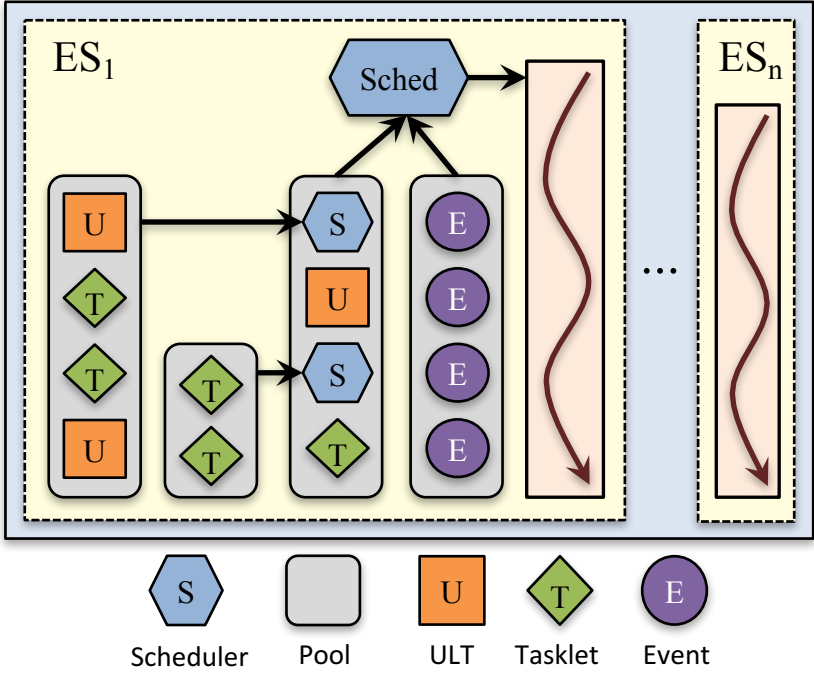 ES1
Sched
ESn
U
T
T
U
T
T
S
U
S
T
E
E
E
E
...
S
U
T
E
Scheduler
Pool
ULT
Tasklet
Event